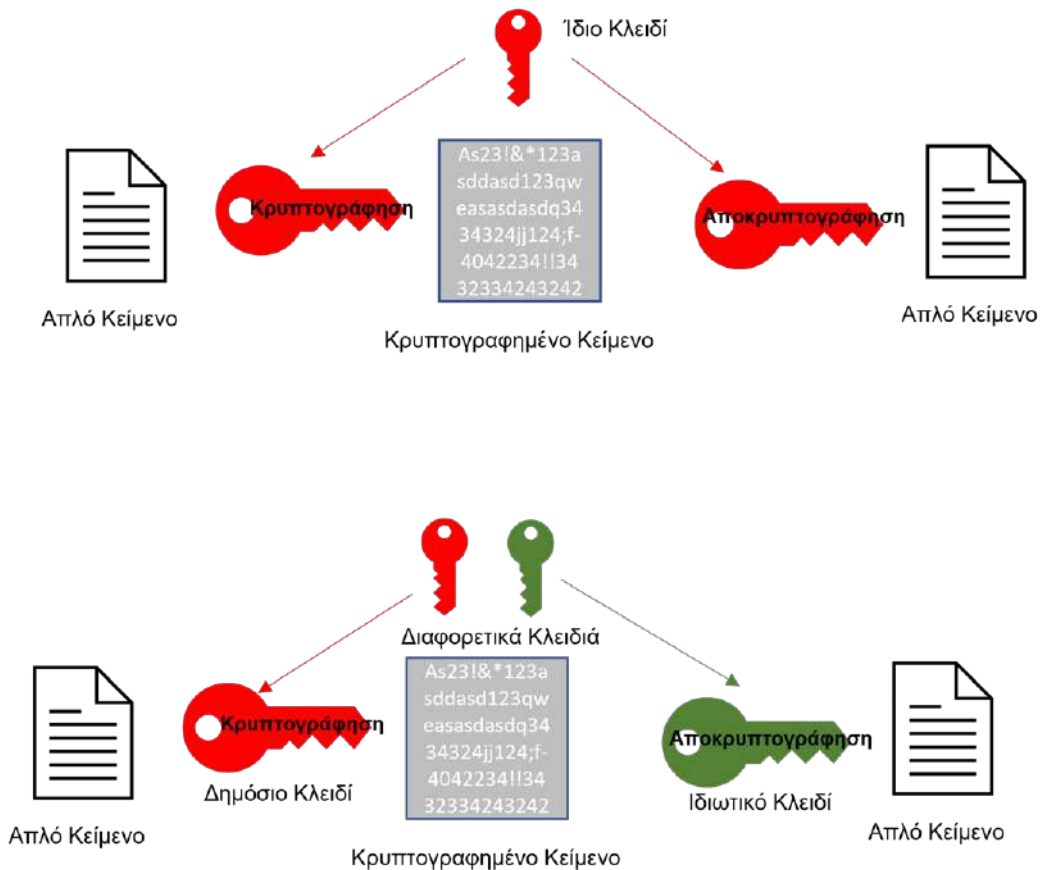 Ίδιο Κλειδί
Κρυπτογράφηση
As23!&*123a
sddasd123qw
easasdasdq34
34324jj124;f-
4042234!!34
32334243242
Αποκρυπτογράφηση
Απλό Κείμενο
Κρυπτογραφημένο Κείμενο
Απλό Κείμενο
Διαφορετικά Κλειδιά
Κρυπτογράφηση
As23!&*123a
sddasd123qw
easasdasdq34
34324jj124;f-
4042234!!34
32334243242
Αποκρυπτογράφηση
Δημόσιο Κλειδί
Ιδιωτικό Κλειδί
Απλό Κείμενο
Κρυπτογραφημένο Κείμενο
Απλό Κείμενο